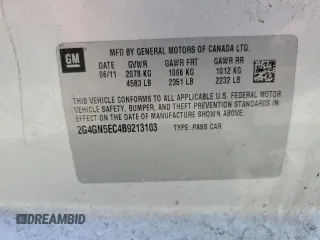 GM
MFD BY GENERAL MOTORS OF CANADA LTD.
06/11 GVWR GAWR FRT GAWR RR
2078 KG 1066 KG 1012 KG
4583 LB 2351 LB 2232 LB
THIS VEHICLE CONFORMS TO ALL APPLICABLE U.S. FEDERAL MOTOR
VEHICLE SAFETY, BUMPER, AND THEFT PREVENTION STANDARDS
IN EFFECT ON THE DATE OF MANUFACTURE SHOWN ABOVE.
2G4GN5EC4B9213103 TYPE: PASS CAR
DREAMBID